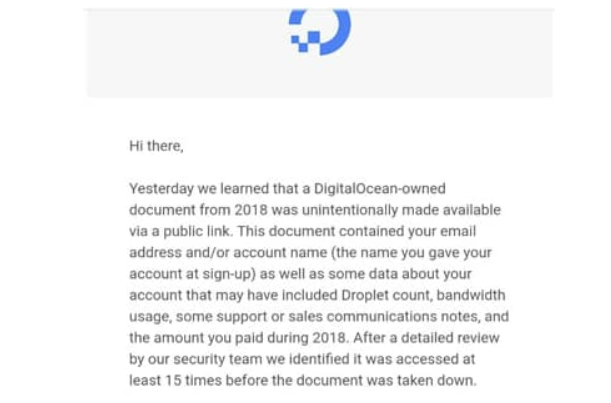 Hi there,
Yesterday we learned that a DigitalOcean-owned
document from 2018 was unintentionally made available
via a public link. This document contained your email
address and/or account name (the name you gave your
account at sign-up) as well as some data about your
account that may have included Droplet count, bandwidth
usage, some support or sales communications notes, and
the amount you paid during 2018. After a detailed review
by our security team we identified it was accessed at
least 15 times before the document was taken down.